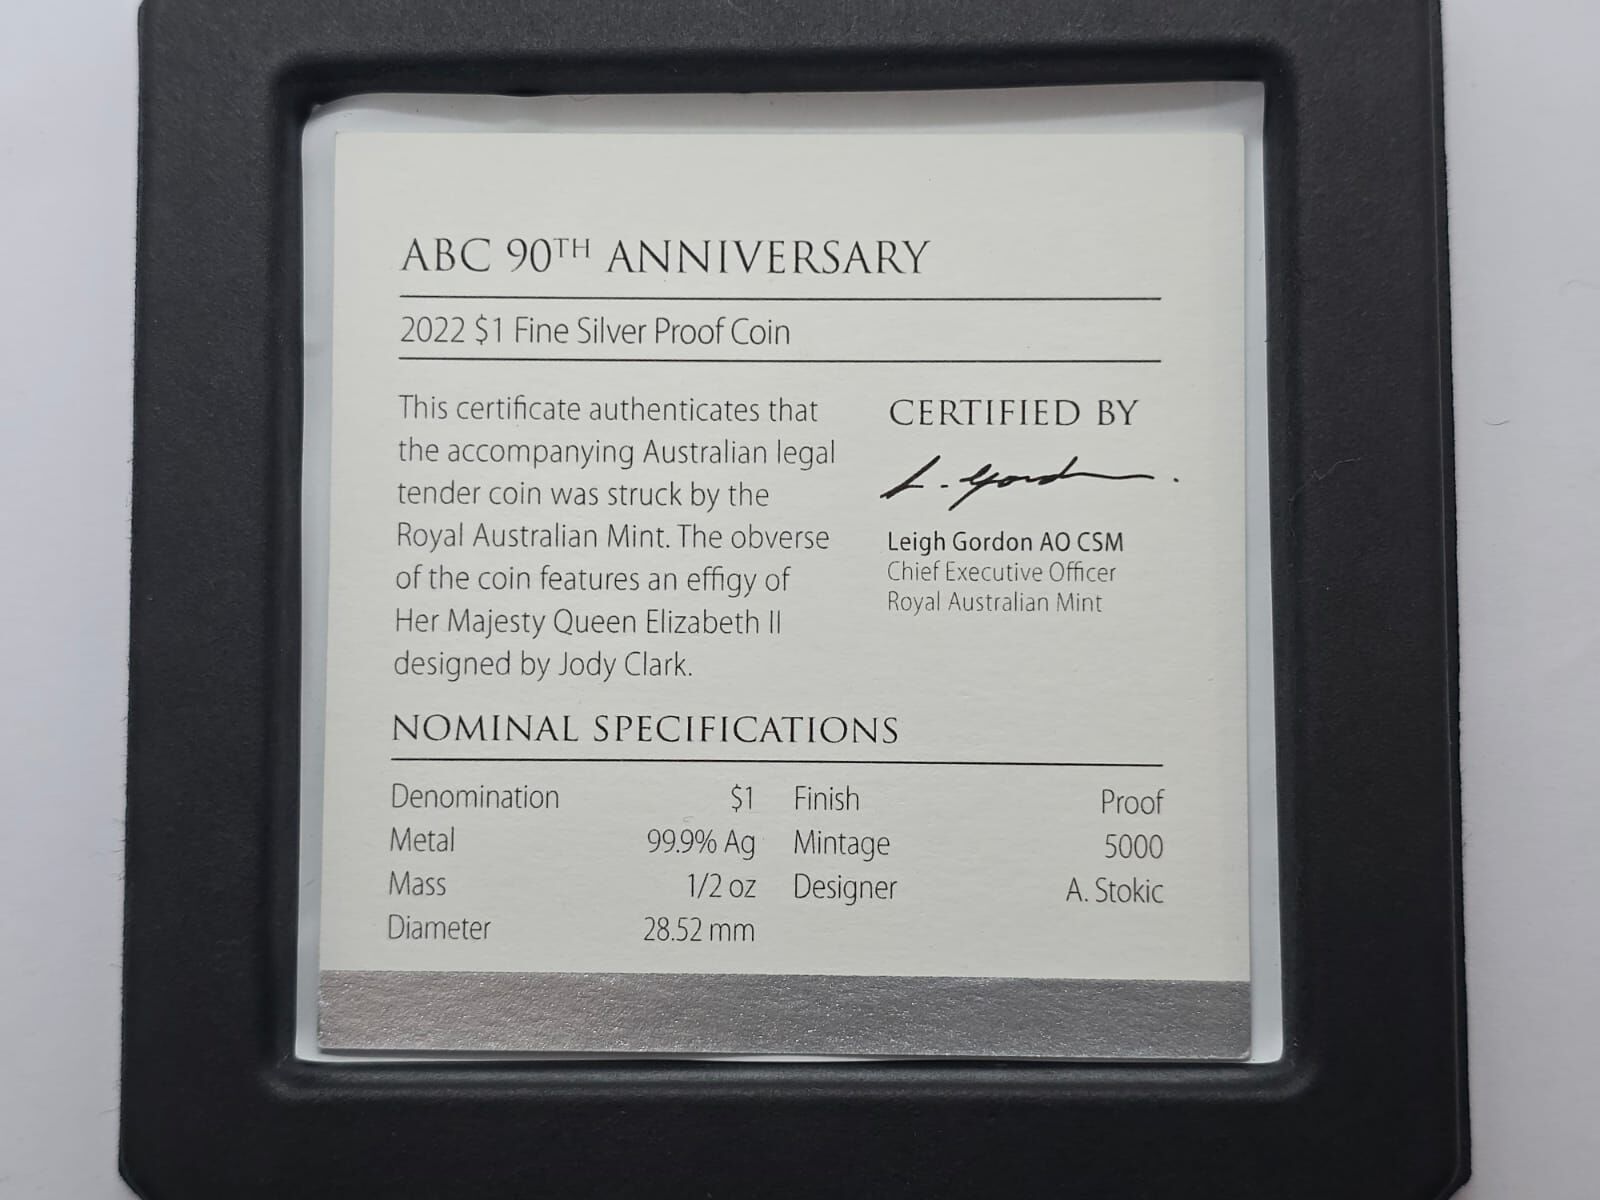 ABC 90TH ANNIVERSARY
2022 $1 Fine Silver Proof Coin
This certificate authenticates that
the accompanying Australian legal
tender coin was struck by the
Royal Australian Mint. The obverse
of the coin features an effigy of
Her Majesty Queen Elizabeth II
designed by Jody Clark.
CERTIFIED BY
L. Gordon.
Leigh Gordon AO CSM
Chief Executive Officer
Royal Australian Mint
NOMINAL SPECIFICATIONS
Denomination $1 Finish Proof
Metal 99.9% Ag Mintage 5000
Mass 1/2 oz Designer A. Stokic
Diameter 28.52 mm